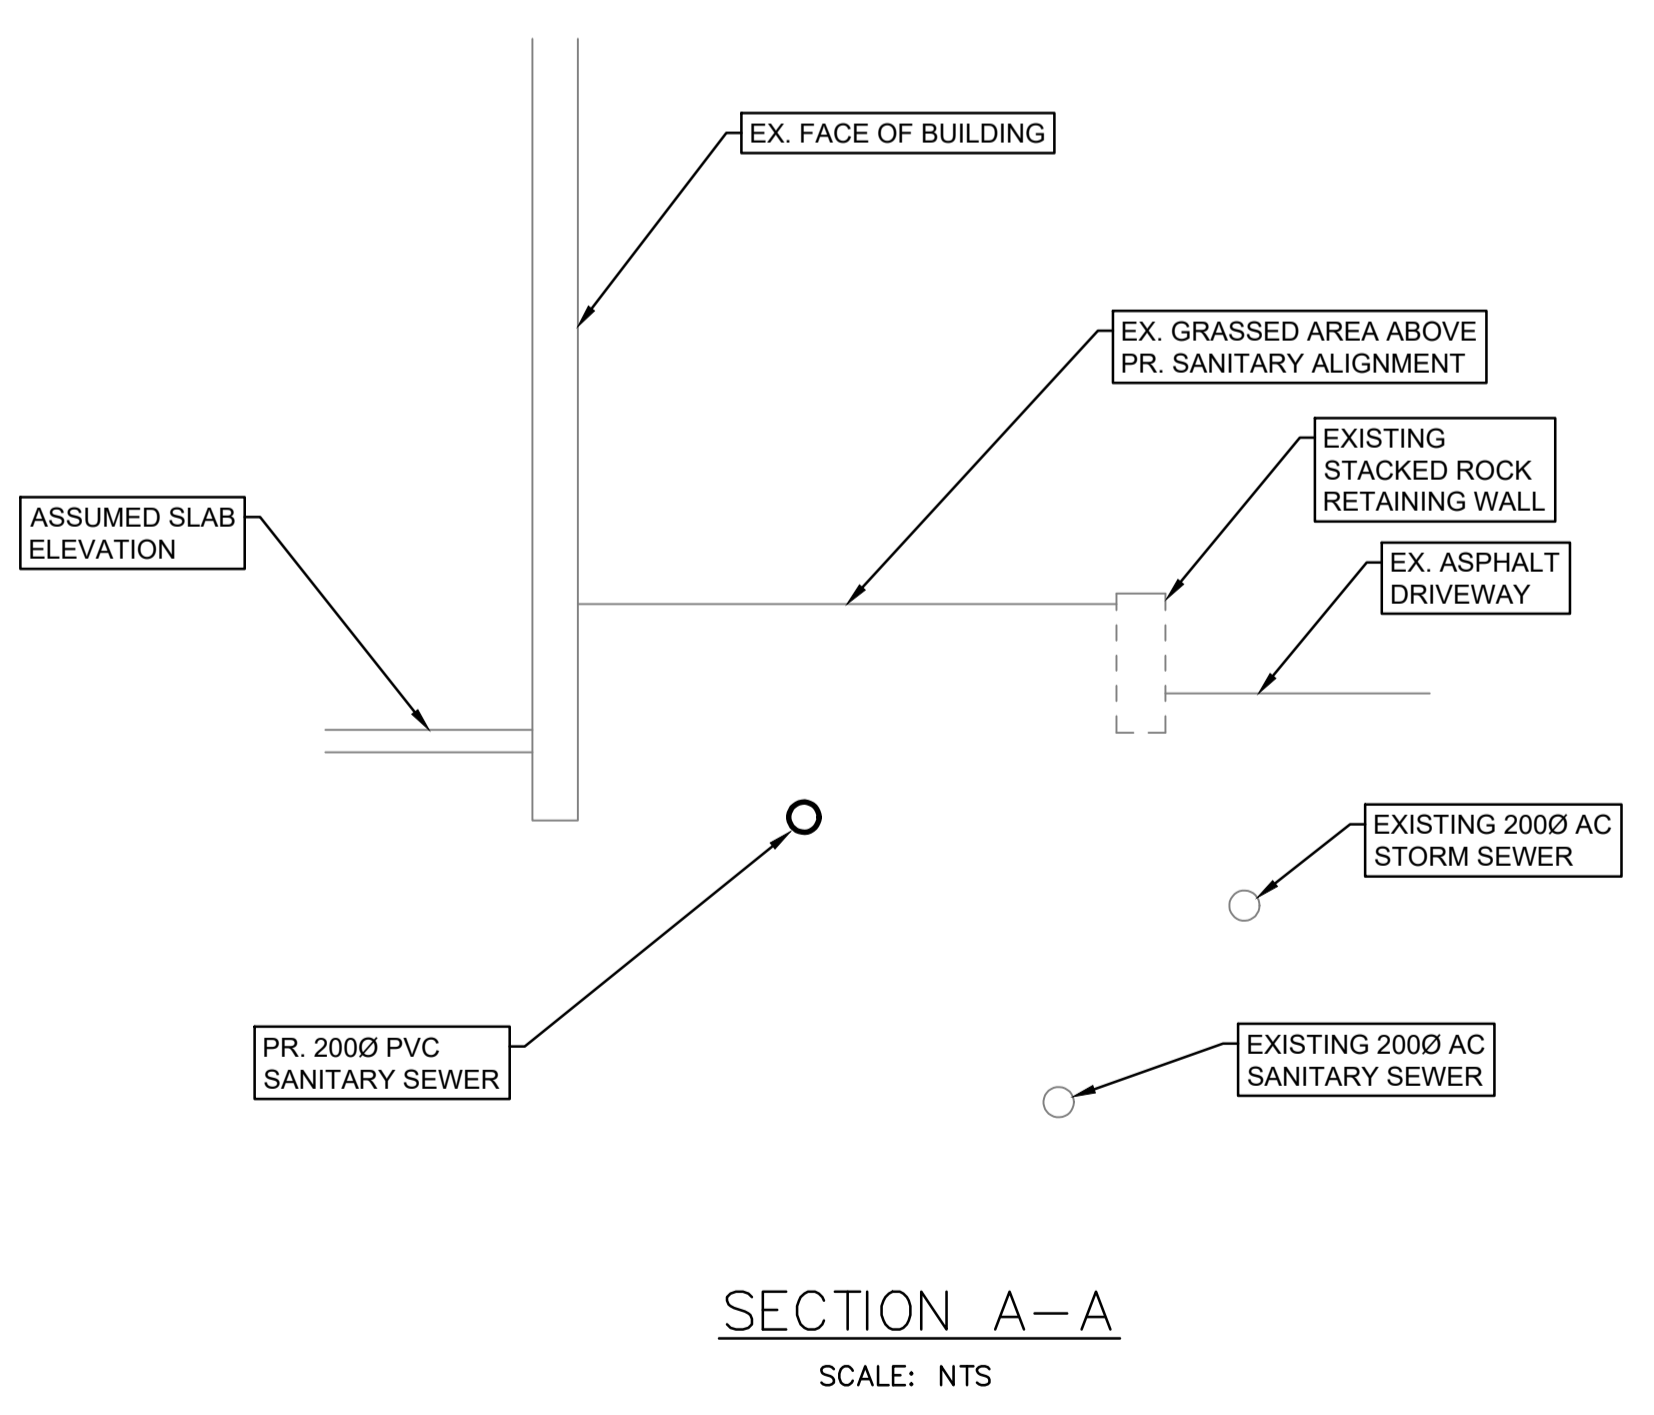 EX. FACE OF BUILDING
EX. GRASSED AREA ABOVE
PR. SANITARY ALIGNMENT
EXISTING
STACKED ROCK
RETAINING WALL
ASSUMED SLAB
ELEVATION
EX. ASPHALT
DRIVEWAY
EXISTING 200Ø AC
STORM SEWER
PR. 200Ø PVC
SANITARY SEWER
EXISTING 200Ø AC
SANITARY SEWER
SECTION A-A
SCALE: NTS